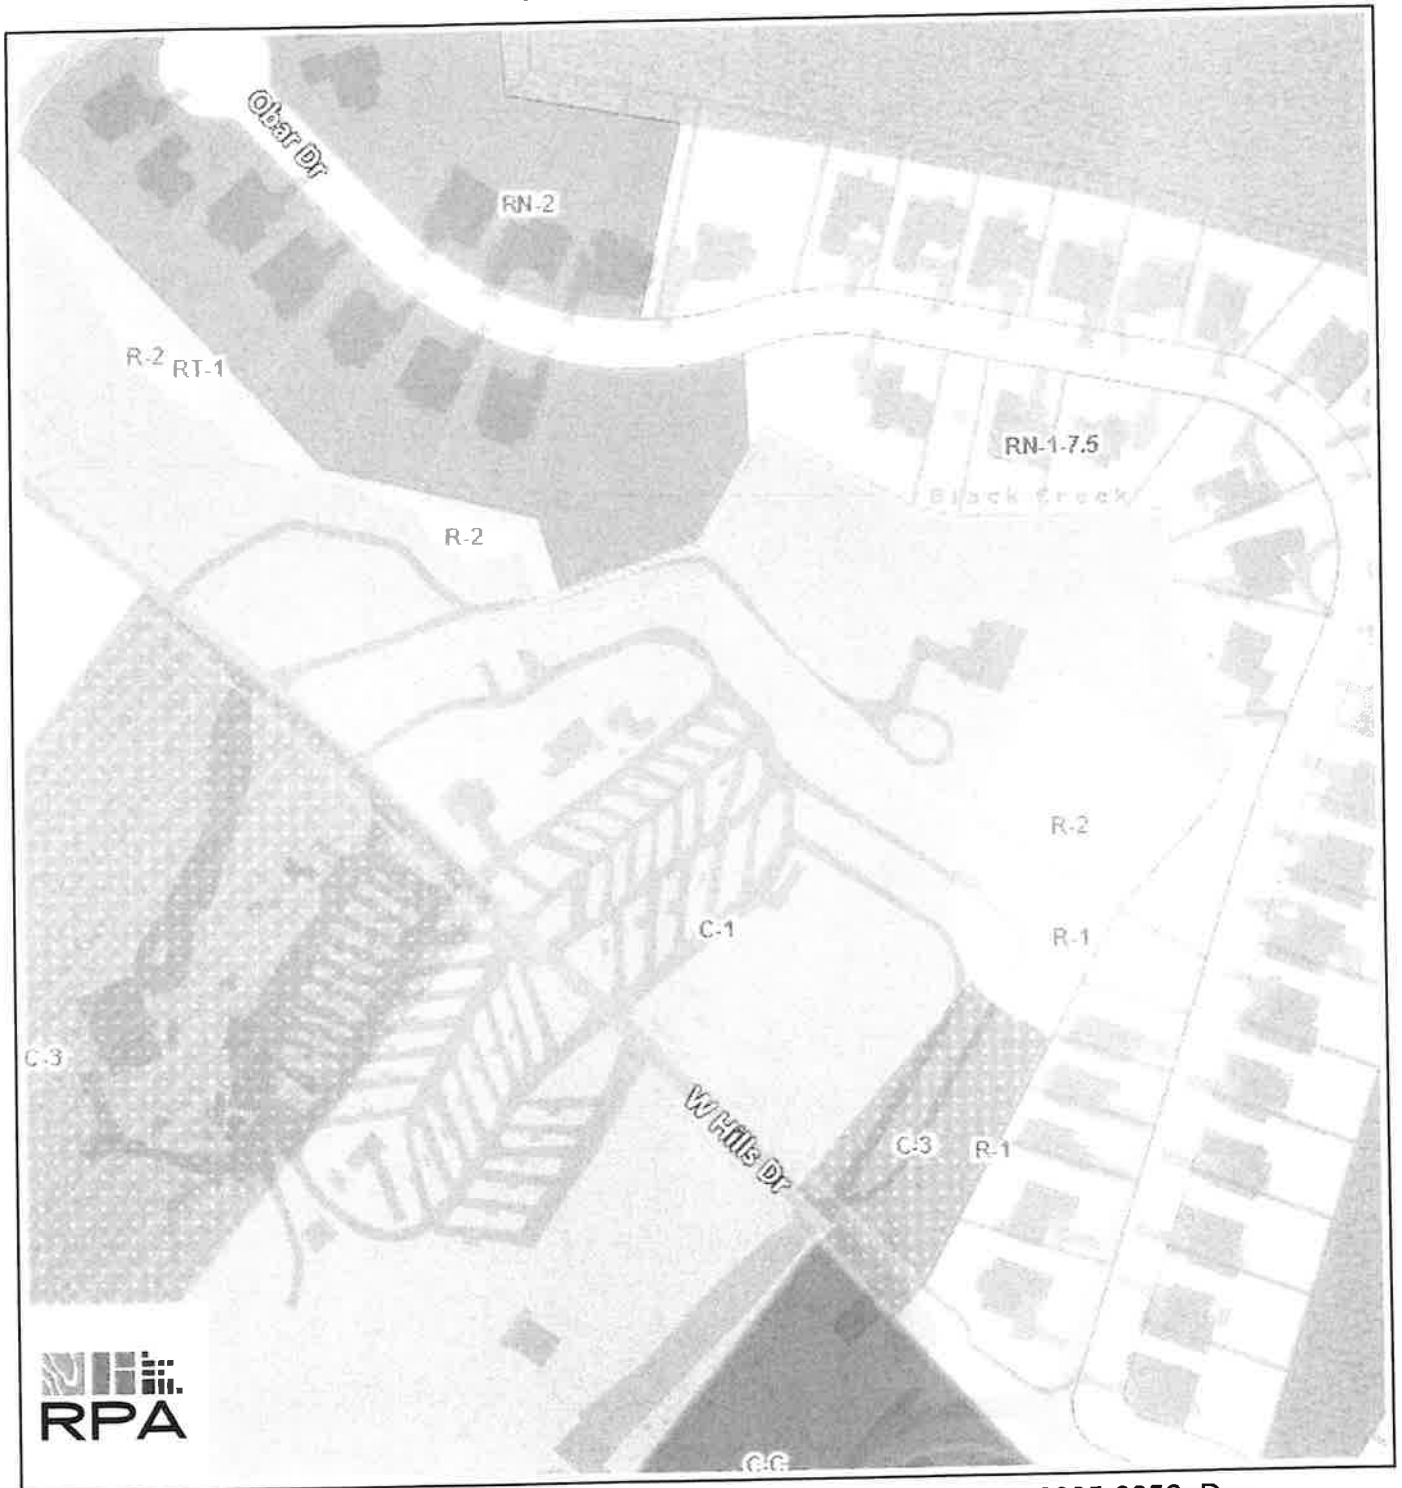 Obar Dr
RN-2
R-2 RT-1
RN-1-7.5
Black Creek
R-2
R-2
C-1
R-1
C-3
W Hills Dr
C-3
R-1
RPA
C-C